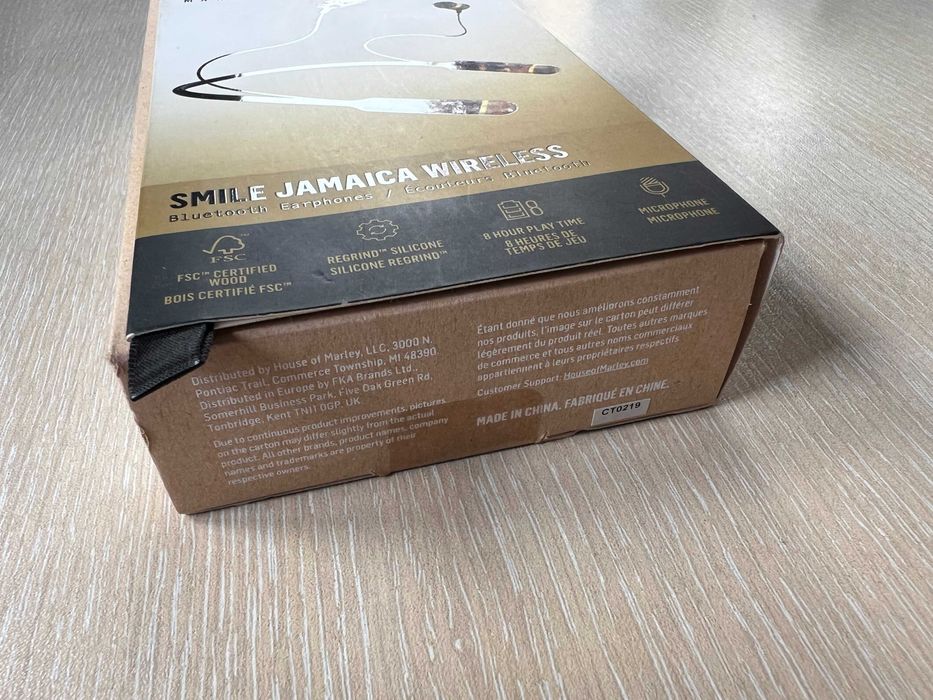 SMILE JAMAICA WIRELESS
Bluetooth Earphones / Écouteurs Bluetooth
FSC
FSC™ CERTIFIED
WOOD
BOIS CERTIFIÉ FSC™
REGRIND™ SILICONE
SILICONE REGRIND™
8
8 HOUR PLAY TIME
8 HEURES DE
TEMPS DE JEU
MICROPHONE
MICROPHONE
Distributed by House of Marley, LLC. 3000 N.
Pontiac Trail, Commerce Township, MI 48390.
Distributed in Europe by FKA Brands Ltd.,
Somerhill Business Park, Five Oak Green Rd,
Tonbridge, Kent TN11 0GP UK
Due to continuous product improvements, pictures
on the carton may differ slightly from the actual
product. All other brands, product names, company
names and trademarks are property of their
respective owners.
Étant donné que nous améliorons constamment
nos produits, l'image sur le carton peut différer
légèrement du produit réel. Toutes autres marques
de commerce et tous autres noms commerciaux
appartiennent à leurs propriétaires respectifs
Customer Support: HouseofMarley.com
MADE IN CHINA. FABRIQUÉ EN CHINE.
CT0219